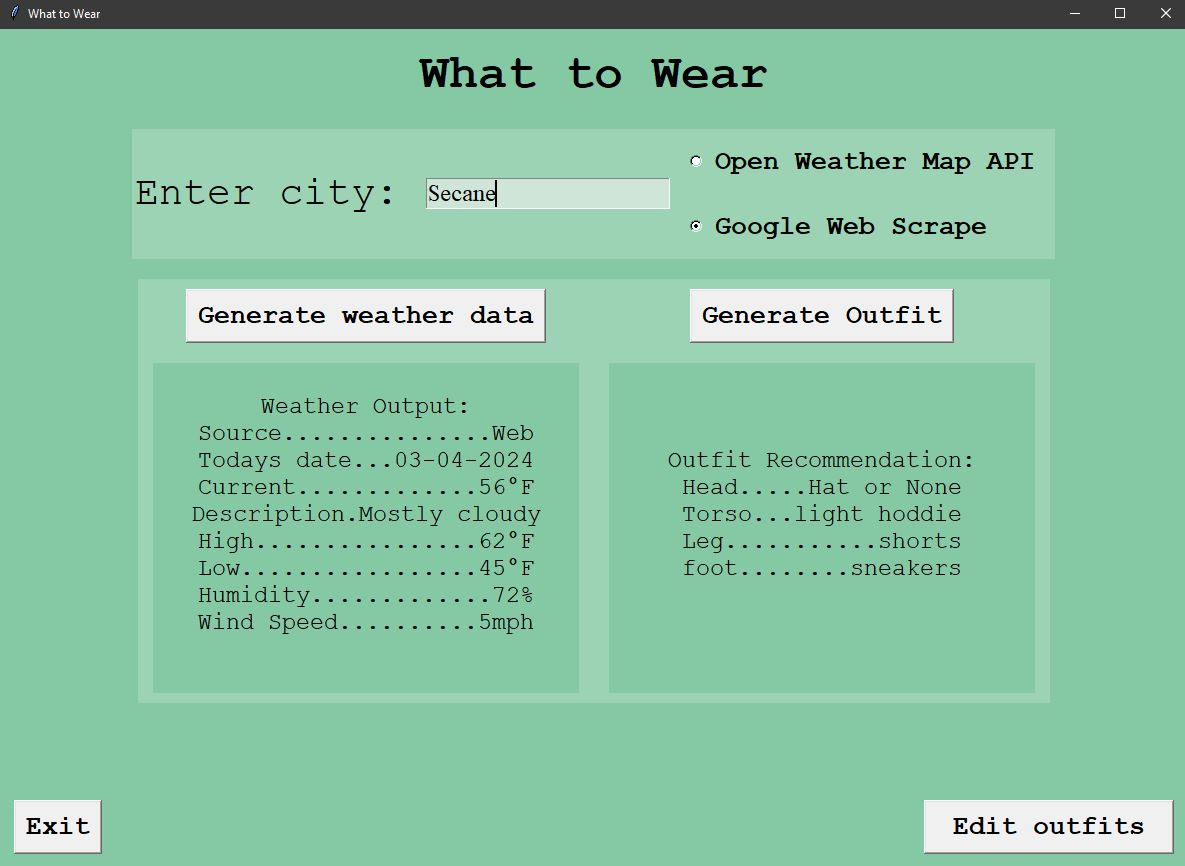 What to Wear
What to Wear
Enter city: Secane
Open Weather Map API
Google Web Scrape
Generate weather data
Generate Outfit
Weather Output:
Source...............Web
Todays date...03-04-2024
Current.............56°F
Description.Mostly cloudy
High................62°F
Low.................45°F
Humidity.............72%
Wind Speed..........5mph
Outfit Recommendation:
Head.....Hat or None
Torso...light hoddie
Leg...........shorts
foot........sneakers
Exit
Edit outfits